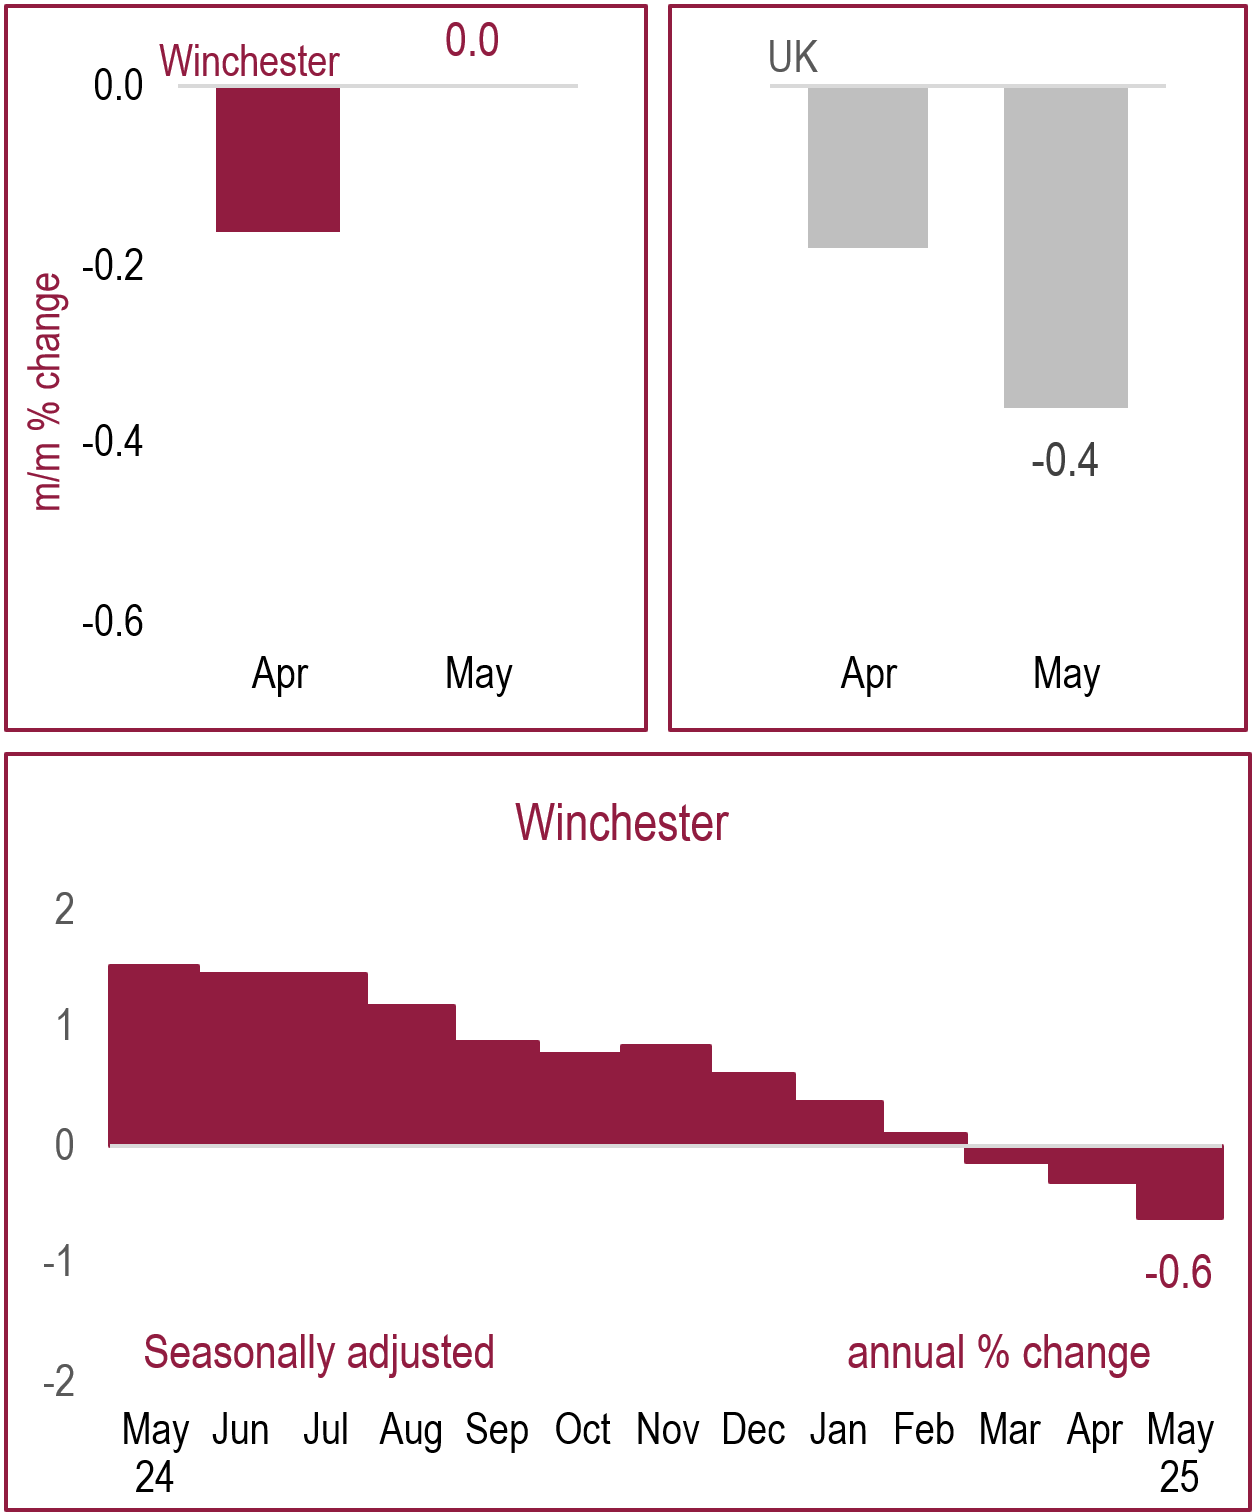 Winchester
0.0
0.0
-0.2
-0.4
-0.6
m/m % change
Apr May
UK
-0.4
Apr May
Winchester
2
1
0
-1
-2
-0.6
Seasonally adjusted annual % change
May Jun Jul Aug Sep Oct Nov Dec Jan Feb Mar Apr May
24 25